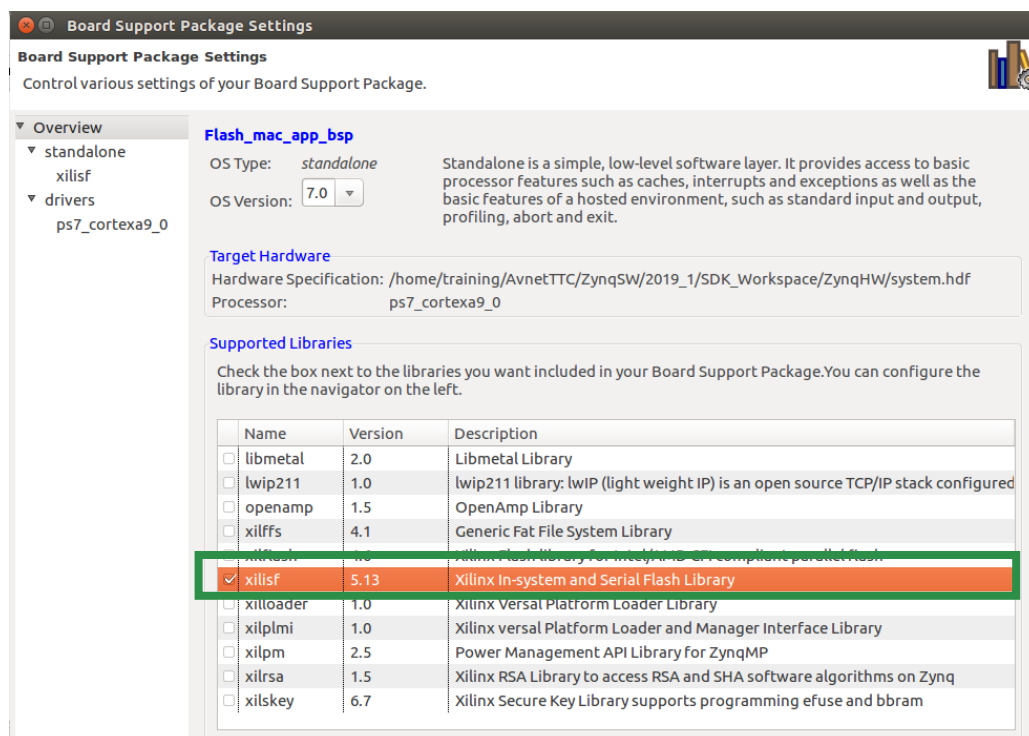 Board Support Package Settings
Board Support Package Settings
Control various settings of your Board Support Package.
Overview
standalone
xilisf
drivers
ps7_cortexa9_0
Flash_mac_app_bsp
OS Type: standalone
OS Version: 7.0
Standalone is a simple, low-level software layer. It provides access to basic
processor features such as caches, interrupts and exceptions as well as the
basic features of a hosted environment, such as standard input and output,
profiling, abort and exit.
Target Hardware
Hardware Specification: /home/training/AvnetTTC/ZynqSW/2019_1/SDK_Workspace/ZynqHW/system.hdf
Processor: ps7_cortexa9_0
Supported Libraries
Check the box next to the libraries you want included in your Board Support Package.You can configure the
library in the navigator on the left.
Name Version Description
libmetal 2.0 Libmetal Library
lwip211 1.0 lwip211 library: lwIP (light weight IP) is an open source TCP/IP stack configured
openamp 1.5 OpenAmp Library
xilffs 4.1 Generic Fat File System Library
xilisf 5.13 Xilinx In-system and Serial Flash Library
xilloader 1.0 Xilinx Versal Platform Loader Library
xilplmi 1.0 Xilinx versal Platform Loader and Manager Interface Library
xilpm 2.5 Power Management API Library for ZynqMP
xilrsa 1.5 Xilinx RSA Library to access RSA and SHA software algorithms on Zynq
xilskey 6.7 Xilinx Secure Key Library supports programming efuse and bbram